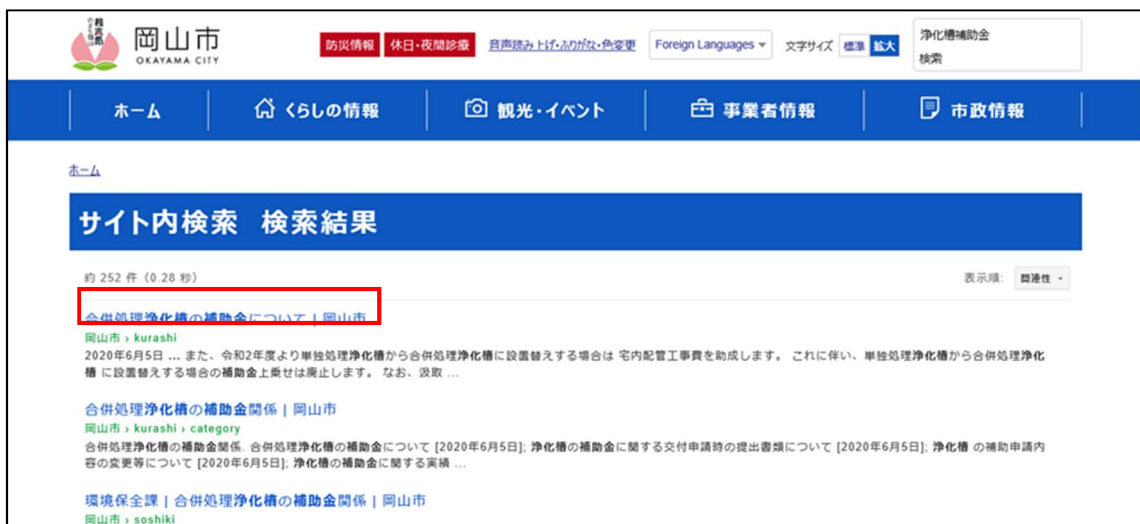 岡山市
OKAYAMA CITY
防災情報 休日・夜間診療 音声読み上げ・ふりがな・色変更 Foreign Languages 文字サイズ 標準 拡大
浄化槽補助金
検索
ホーム くらしの情報 観光・イベント 事業者情報 市政情報
ホーム
サイト内検索 検索結果
約 252 件 (0.28 秒)
表示順: 関連性
合併処理浄化槽の補助金について | 岡山市
岡山市 › kurashi
2020年6月5日 ... また、令和2年度より単独処理浄化槽から合併処理浄化槽に設置替えする場合は 宅内配管工事費を助成します。 これに伴い、単独処理浄化槽から合併処理浄化
槽 に設置替えする場合の補助金上乗せは廃止します。 なお、汲取 ...
合併処理浄化槽の補助金関係 | 岡山市
岡山市 › kurashi › category
合併処理浄化槽の補助金関係. 合併処理浄化槽の補助金について [2020年6月5日]; 浄化槽の補助金に関する交付申請時の提出書類について [2020年6月5日]; 浄化槽 の補助申請内
容の変更等について [2020年6月5日]; 浄化槽の補助金に関する実績 ...
環境保全課 | 合併処理浄化槽の補助金関係 | 岡山市
岡山市 › soshiki